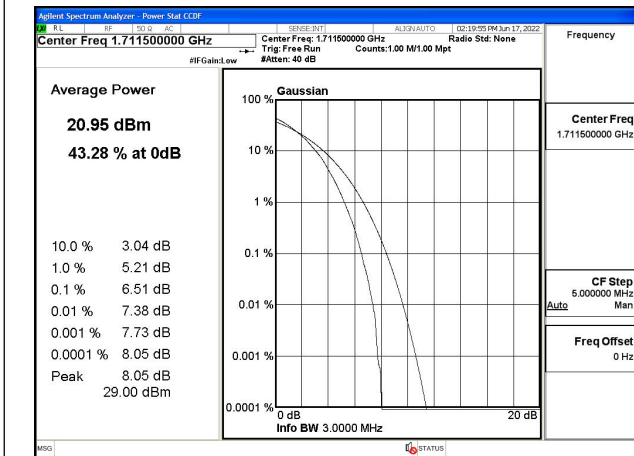 Agilent Spectrum Analyzer - Power Stat CCDF
RL RF 50 Ω AC SENSE:INT ALIGN AUTO 02:19:55 PM Jun 17, 2022
Center Freq 1.711500000 GHz
Center Freq: 1.711500000 GHz Radio Std: None
Trig: Free Run Counts:1.00 M/1.00 Mpt
#IFGain:Low #Atten: 40 dB
Frequency
Average Power
20.95 dBm
43.28 % at 0dB
10.0 % 3.04 dB
1.0 % 5.21 dB
0.1 % 6.51 dB
0.01 % 7.38 dB
0.001 % 7.73 dB
0.0001 % 8.05 dB
Peak 8.05 dB
29.00 dBm
Gaussian
100 %
10 %
1 %
0.1 %
0.01 %
0.001 %
0.0001 %
0 dB 20 dB
Info BW 3.0000 MHz
Center Freq
1.711500000 GHz
CF Step
5.000000 MHz
Auto Man
Freq Offset
0 Hz
MSG STATUS